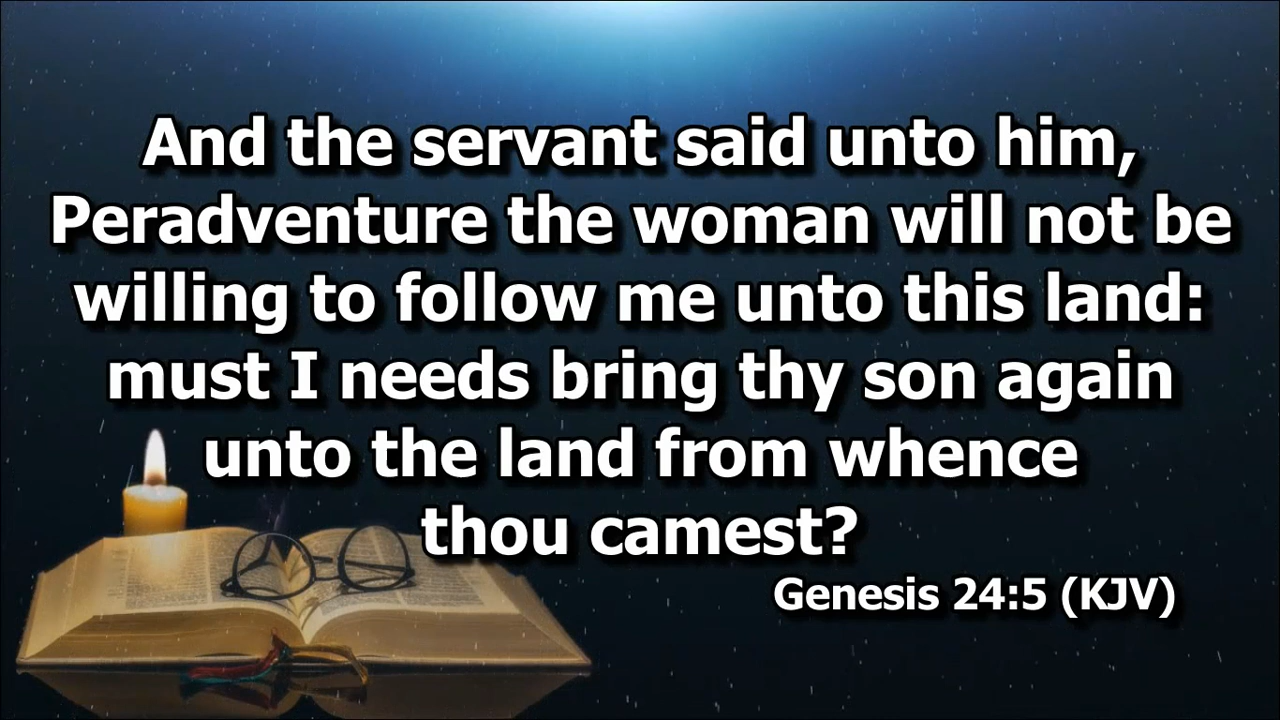 And the servant said unto him,
Peradventure the woman will not be
willing to follow me unto this land:
must I needs bring thy son again
unto the land from whence
thou camest?
Genesis 24:5 (KJV)